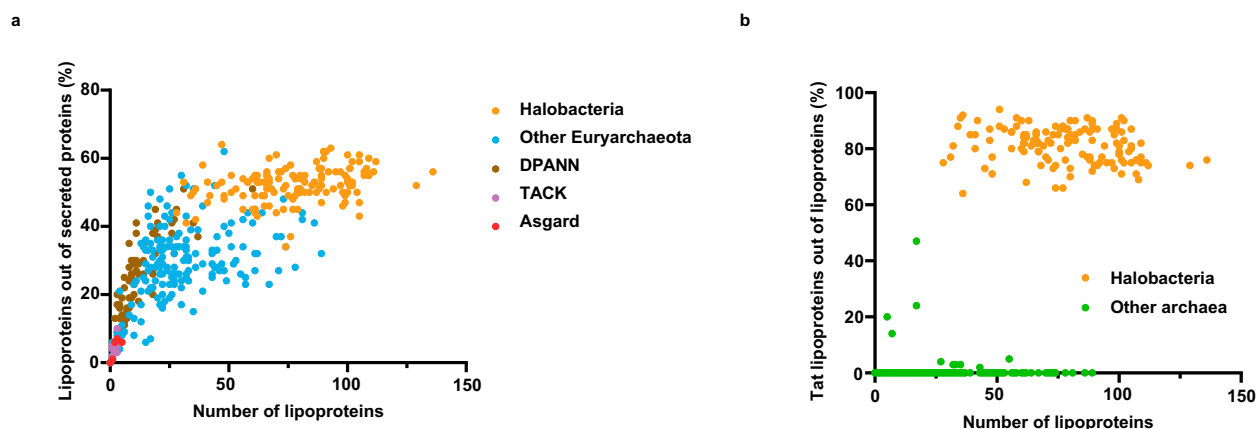 a
Lipoproteins out of secreted proteins (%)
80
60
40
20
0
0
50
100
150
Number of lipoproteins
Halobacteria
Other Euryarchaeota
DPANN
TACK
Asgard
b
Tat lipoproteins out of lipoproteins (%)
100
80
60
40
20
0
0
50
100
150
Number of lipoproteins
Halobacteria
Other archaea